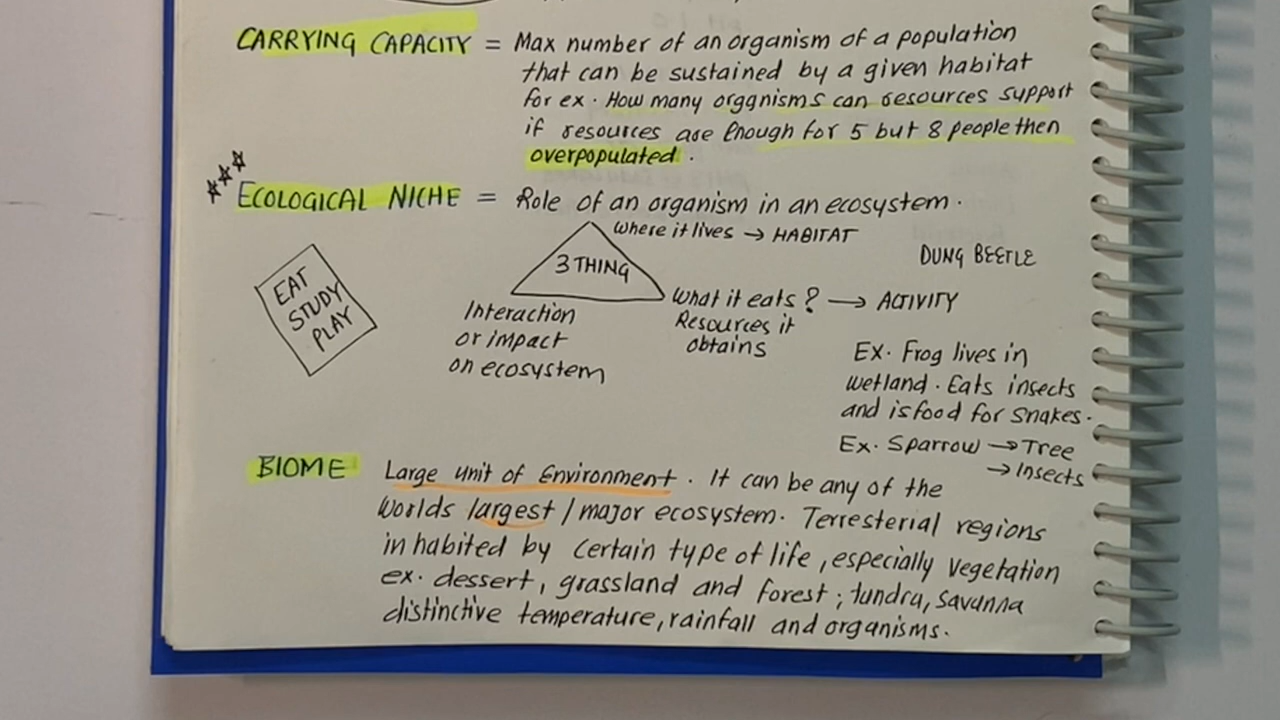 CARRYING CAPACITY = Max number of an organism of a population
that can be sustained by a given habitat
for ex. How many organisms can resources support
if resources are enough for 5 but 8 people then
overpopulated.
ECOLOGICAL NICHE = Role of an organism in an ecosystem.
where it lives → HABITAT
DUNG BEETLE
3 THING
EAT
STUDY
PLAY
What it eats? → ACTIVITY
Resources it
obtains
Interaction
or impact
on ecosystem
EX. Frog lives in
wetland. Eats insects
and is food for snakes.
Ex. Sparrow → Tree
→ Insects
BIOME Large unit of Environment. It can be any of the
Worlds largest / major ecosystem. Terresterial regions
inhabited by certain type of life, especially vegetation
ex. dessert, grassland and forest; tundra, savanna
distinctive temperature, rainfall and organisms.